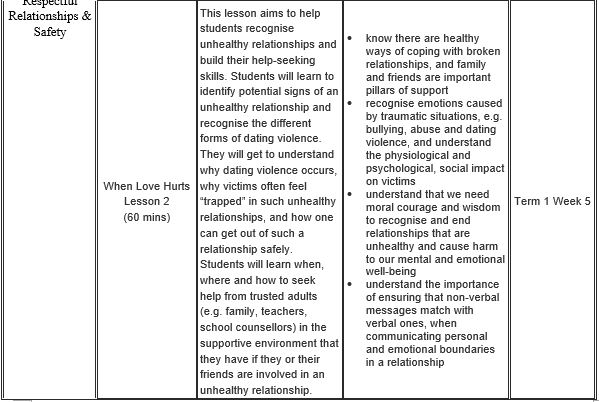 Respectful
Relationships &
Safety
When Love Hurts
Lesson 2
(60 mins)
This lesson aims to help
students recognise
unhealthy relationships and
build their help-seeking
skills. Students will learn to
identify potential signs of an
unhealthy relationship and
recognise the different
forms of dating violence.
They will get to understand
why dating violence occurs,
why victims often feel
“trapped” in such unhealthy
relationships, and how one
can get out of such a
relationship safely.
Students will learn when,
where and how to seek
help from trusted adults
(e.g. family, teachers,
school counsellors) in the
supportive environment that
they have if they or their
friends are involved in an
unhealthy relationship.
• know there are healthy
ways of coping with broken
relationships, and family
and friends are important
pillars of support
• recognise emotions caused
by traumatic situations, e.g.
bullying, abuse and dating
violence, and understand
the physiological and
psychological, social impact
on victims
• understand that we need
moral courage and wisdom
to recognise and end
relationships that are
unhealthy and cause harm
to our mental and emotional
well-being
• understand the importance
of ensuring that non-verbal
messages match with
verbal ones, when
communicating personal
and emotional boundaries
in a relationship
Term 1 Week 5